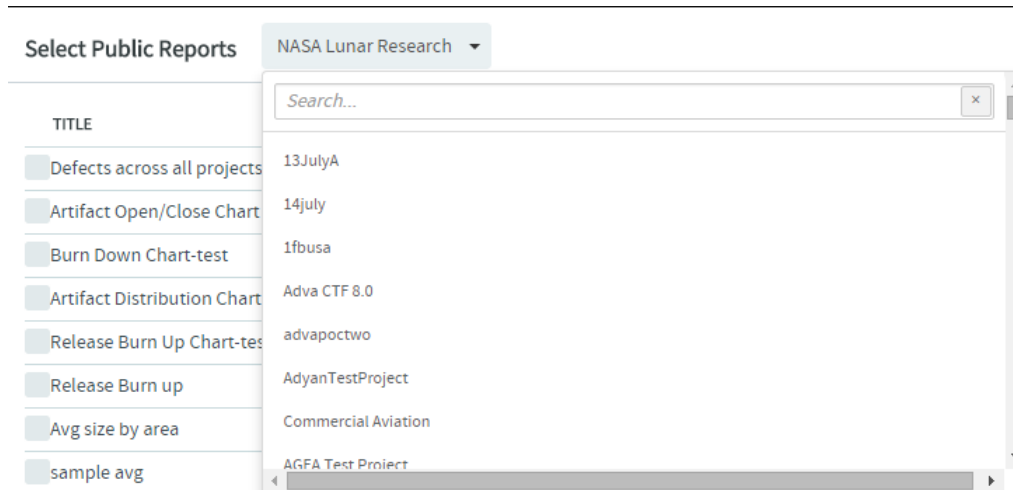 Select Public Reports
NASA Lunar Research
Search...
TITLE
Defects across all projects
Artifact Open/Close Chart
Burn Down Chart-test
Artifact Distribution Chart
Release Burn Up Chart-tes
Release Burn up
Avg size by area
sample avg
13JulyA
14july
1fbusa
Adva CTF 8.0
advapoctwo
AdyanTestProject
Commercial Aviation
AGFA Test Project